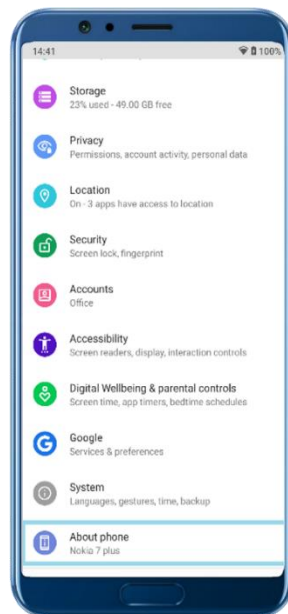 14:41 100%
Storage
23% used - 49.00 GB free
Privacy
Permissions, account activity, personal data
Location
On - 3 apps have access to location
Security
Screen lock, fingerprint
Accounts
Office
Accessibility
Screen readers, display, interaction controls
Digital Wellbeing & parental controls
Screen time, app timers, bedtime schedules
Google
Services & preferences
System
Languages, gestures, time, backup
About phone
Nokia 7 plus